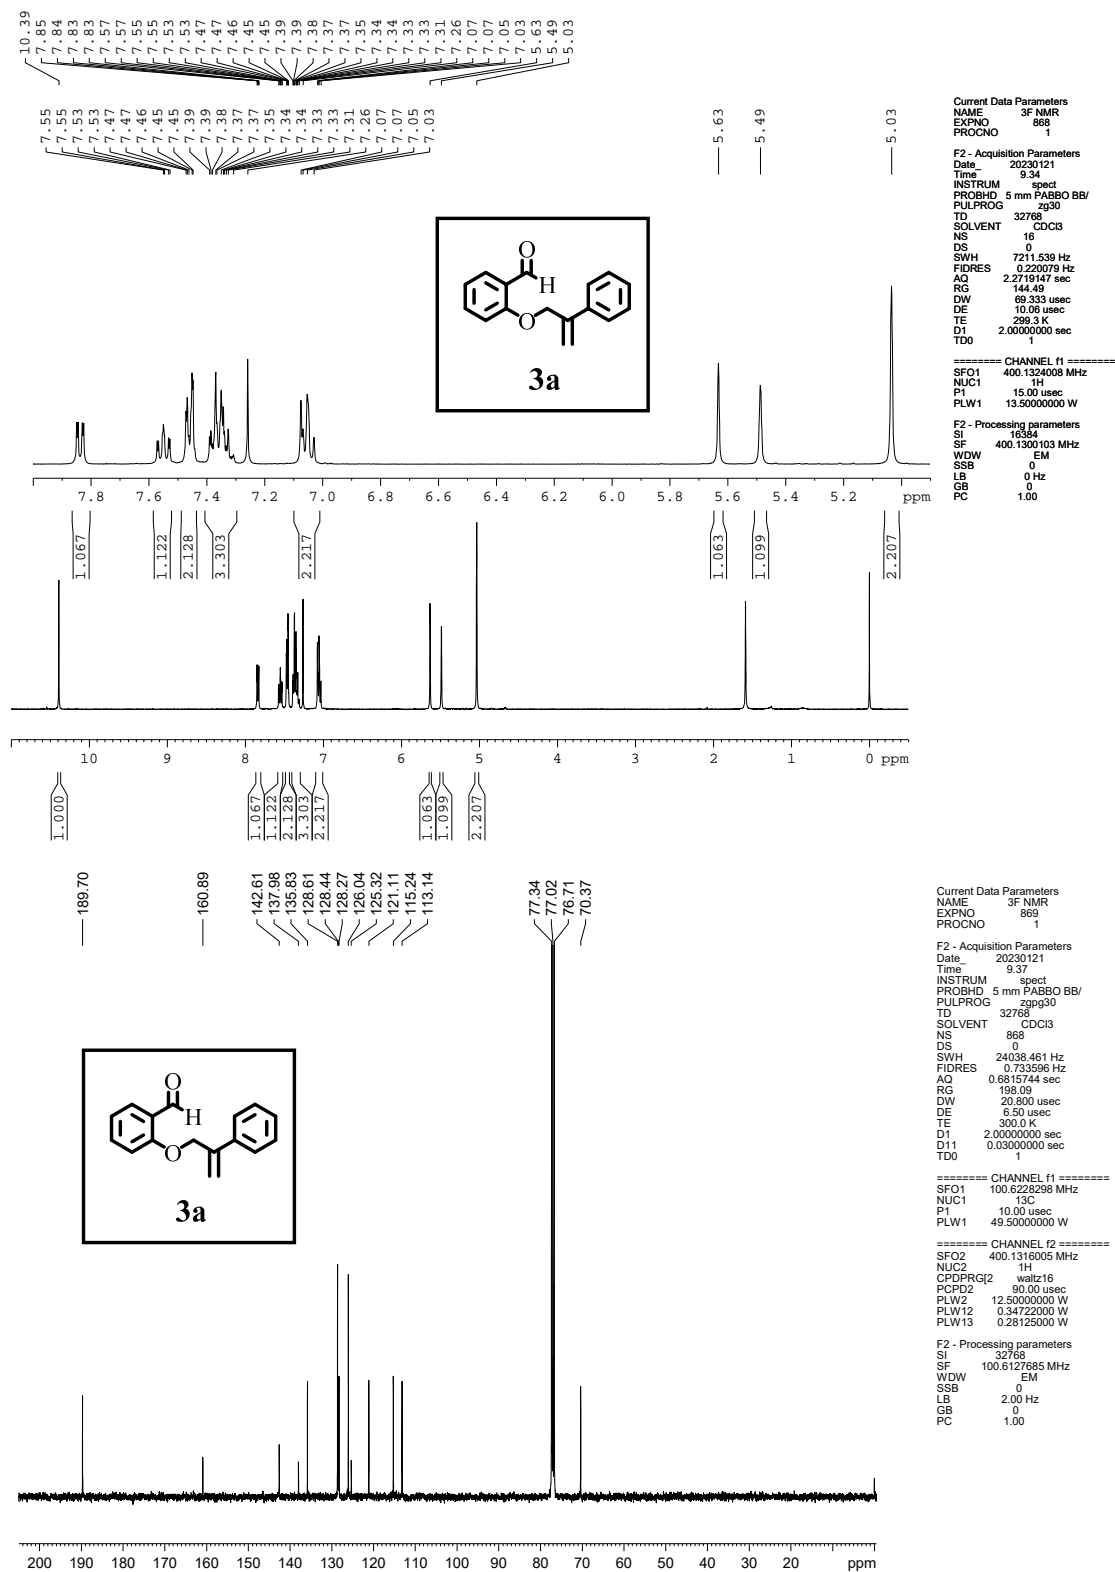 10.39
7.85
7.84
7.83
7.83
7.57
7.57
7.55
7.55
7.53
7.53
7.47
7.47
7.46
7.45
7.45
7.39
7.39
7.38
7.37
7.37
7.35
7.34
7.34
7.33
7.33
7.31
7.26
7.07
7.07
7.05
7.03
5.63
5.49
5.03
7.55
7.55
7.53
7.53
7.47
7.47
7.46
7.45
7.45
7.39
7.39
7.38
7.37
7.37
7.35
7.34
7.34
7.33
7.33
7.31
7.26
7.07
7.07
7.05
7.03
5.63
5.49
5.03
O
H
O
3a
7.8 7.6 7.4 7.2 7.0 6.8 6.6 6.4 6.2 6.0 5.8 5.6 5.4 5.2 ppm
1.067
1.122
2.128
3.303
2.217
1.063
1.099
2.207
10 9 8 7 6 5 4 3 2 1 0 ppm
1.000
1.067
1.122
2.128
3.303
2.217
1.063
1.099
2.207
Current Data Parameters
NAME 3F NMR
EXPNO 868
PROCNO 1
F2 - Acquisition Parameters
Date_ 20230121
Time 9.34
INSTRUM spect
PROBHD 5 mm PABBO BB/
PULPROG zg30
TD 32768
SOLVENT CDCl3
NS 16
DS 0
SWH 7211.539 Hz
FIDRES 0.220079 Hz
AQ 2.2719147 sec
RG 144.49
DW 69.333 usec
DE 10.06 usec
TE 299.3 K
D1 2.00000000 sec
TD0 1
======== CHANNEL f1 ========
SFO1 400.1324008 MHz
NUC1 1H
P1 15.00 usec
PLW1 13.50000000 W
F2 - Processing parameters
SI 16384
SF 400.1300103 MHz
WDW EM
SSB 0
LB 0 Hz
GB 0
PC 1.00
189.70
160.89
142.61
137.98
135.83
128.61
128.44
128.27
126.04
125.32
121.11
115.24
113.14
77.34
77.02
76.71
70.37
O
H
O
3a
200 190 180 170 160 150 140 130 120 110 100 90 80 70 60 50 40 30 20 ppm
Current Data Parameters
NAME 3F NMR
EXPNO 869
PROCNO 1
F2 - Acquisition Parameters
Date_ 20230121
Time 9.37
INSTRUM spect
PROBHD 5 mm PABBO BB/
PULPROG zgpg30
TD 32768
SOLVENT CDCl3
NS 868
DS 0
SWH 24038.461 Hz
FIDRES 0.733596 Hz
AQ 0.6815744 sec
RG 198.09
DW 20.800 usec
DE 6.50 usec
TE 300.0 K
D1 2.00000000 sec
D11 0.03000000 sec
TD0 1
======== CHANNEL f1 ========
SFO1 100.6228298 MHz
NUC1 13C
P1 10.00 usec
PLW1 49.50000000 W
======== CHANNEL f2 ========
SFO2 400.1316005 MHz
NUC2 1H
CPDPRG[2 waltz16
PCPD2 90.00 usec
PLW2 12.50000000 W
PLW12 0.34722000 W
PLW13 0.28125000 W
F2 - Processing parameters
SI 32768
SF 100.6127685 MHz
WDW EM
SSB 0
LB 2.00 Hz
GB 0
PC 1.00